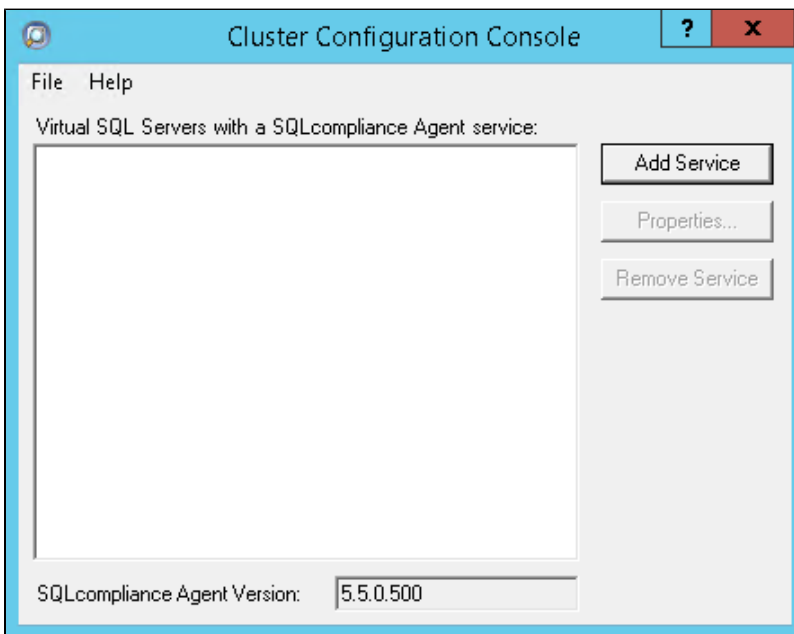 Cluster Configuration Console
? x
File Help
Virtual SQL Servers with a SQLcompliance Agent service:
Add Service
Properties...
Remove Service
SQLcompliance Agent Version: 5.5.0.500